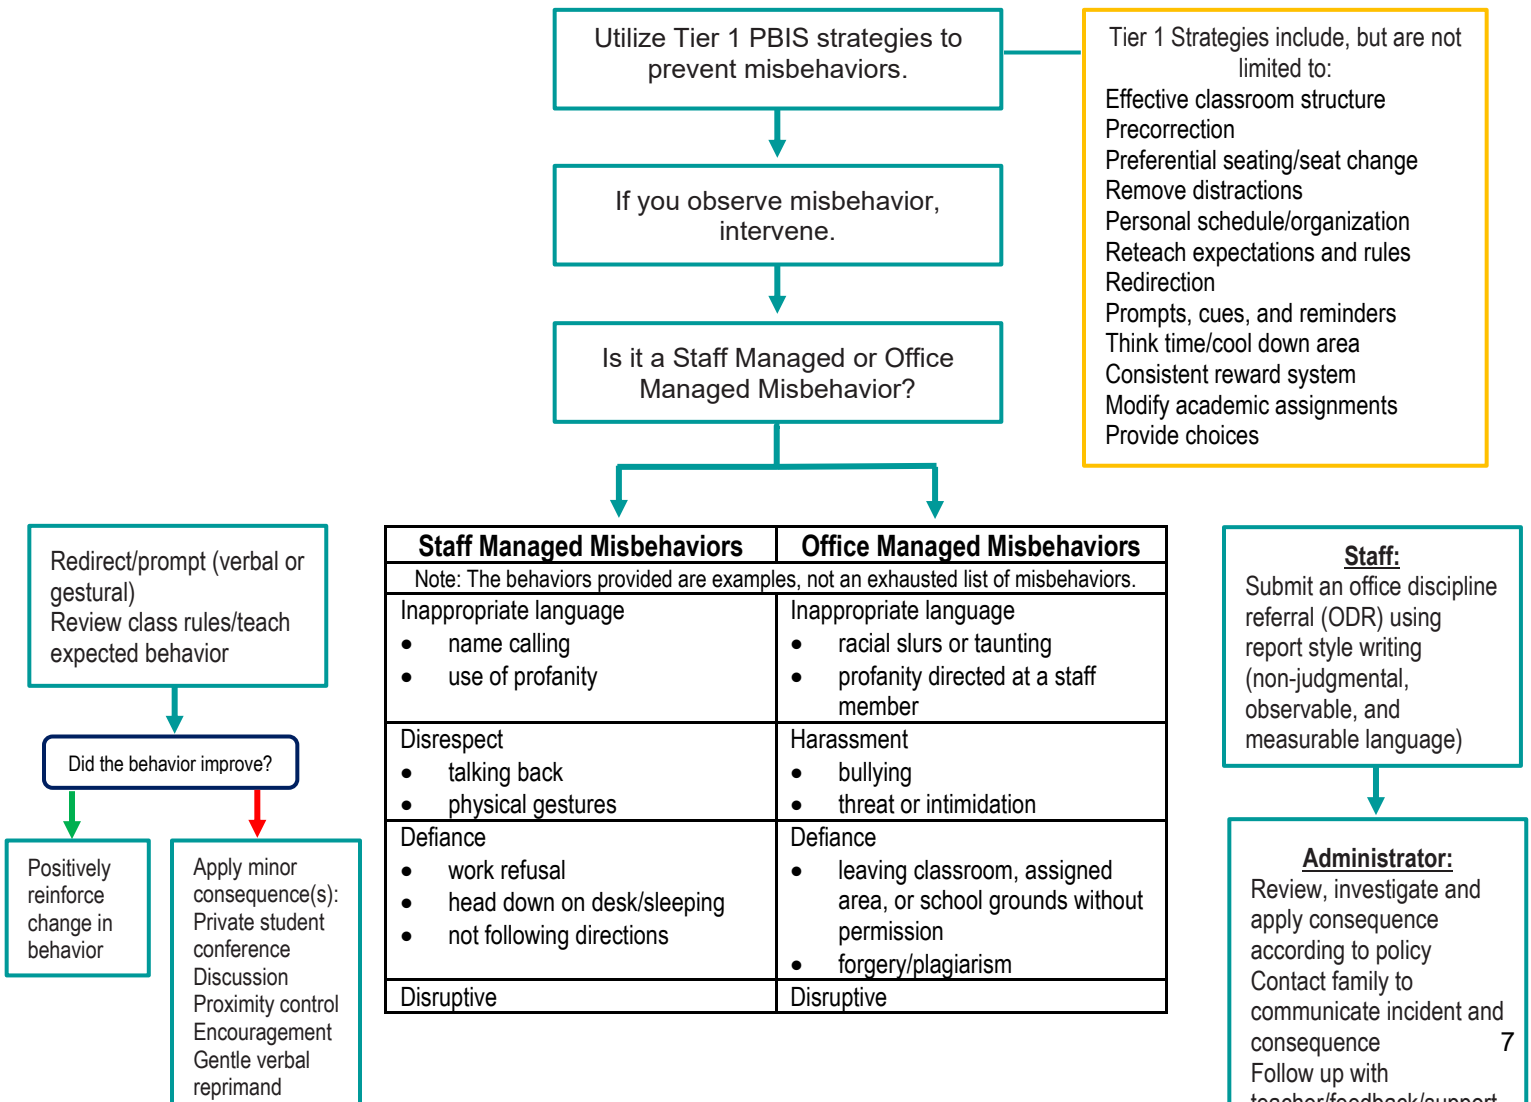 Utilize Tier 1 PBIS strategies to
prevent misbehaviors.
Tier 1 Strategies include, but are not
limited to:
Effective classroom structure
Precorrection
Preferential seating/seat change
Remove distractions
Personal schedule/organization
Reteach expectations and rules
Redirection
Prompts, cues, and reminders
Think time/cool down area
Consistent reward system
Modify academic assignments
Provide choices
If you observe misbehavior,
intervene.
Is it a Staff Managed or Office
Managed Misbehavior?
Redirect/prompt (verbal or
gestural)
Review class rules/teach
expected behavior
Did the behavior improve?
Positively
reinforce
change in
behavior
Apply minor
consequence(s):
Private student
conference
Discussion
Proximity control
Encouragement
Gentle verbal
reprimand
Staff Managed Misbehaviors
Office Managed Misbehaviors
Note: The behaviors provided are examples, not an exhausted list of misbehaviors.
Inappropriate language
• name calling
• use of profanity
Inappropriate language
• racial slurs or taunting
• profanity directed at a staff
member
Disrespect
• talking back
• physical gestures
Harassment
• bullying
• threat or intimidation
Defiance
• work refusal
• head down on desk/sleeping
• not following directions
Defiance
• leaving classroom, assigned
area, or school grounds without
permission
• forgery/plagiarism
Disruptive
Disruptive
Staff:
Submit an office discipline
referral (ODR) using
report style writing
(non-judgmental,
observable, and
measurable language)
Administrator:
Review, investigate and
apply consequence
according to policy
Contact family to
communicate incident and
consequence
Follow up with
teacher/feedback/support
7